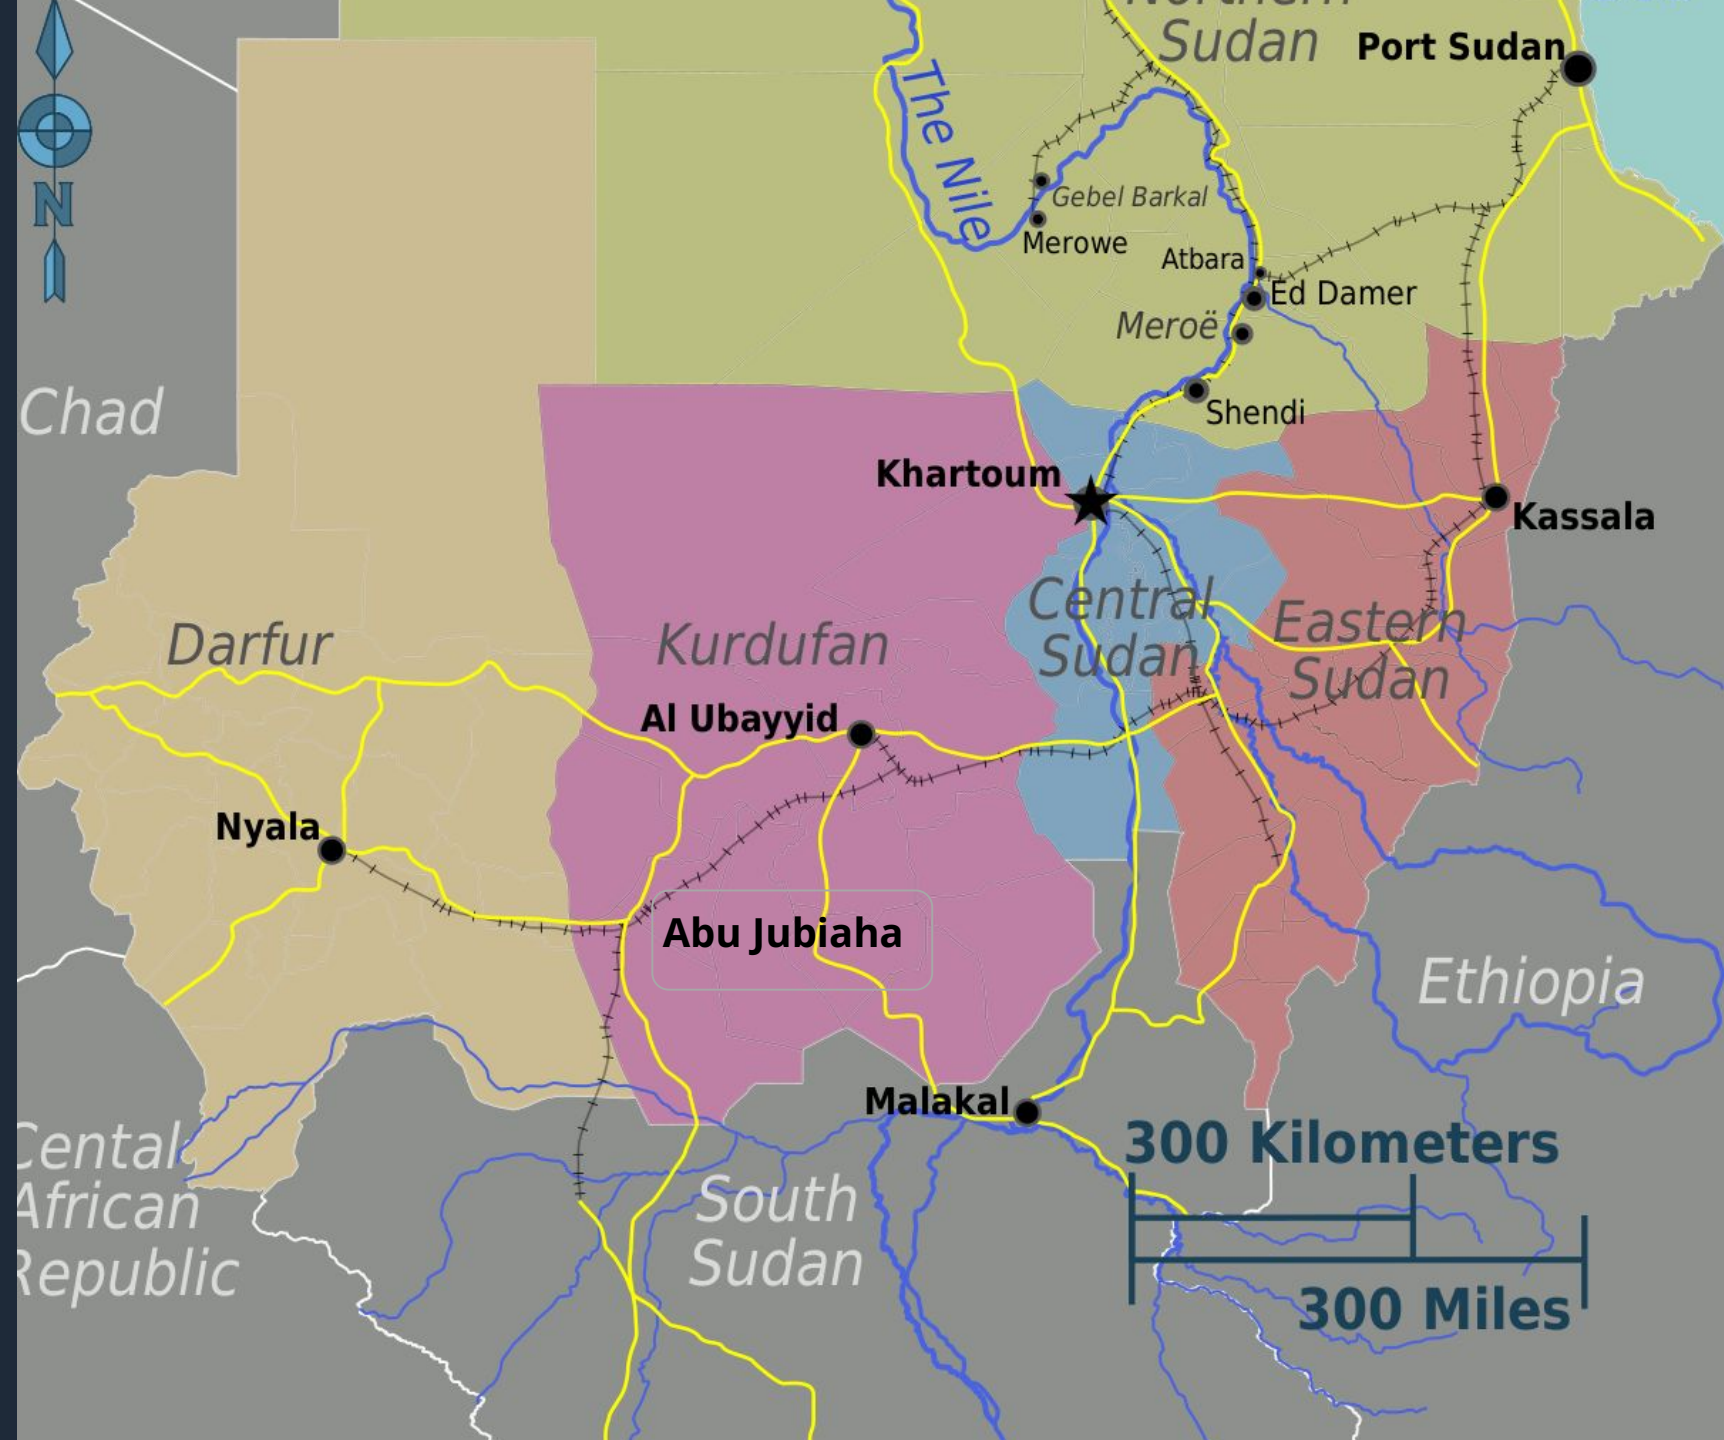 Northern
Sudan
Port Sudan
The Nile
Gebel Barkal
Merowe
Atbara
Ed Damer
Meroë
Shendi
Chad
Khartoum
Kassala
Central
Sudan
Eastern
Sudan
Darfur
Kurdufan
Al Ubayyid
Nyala
Abu Jubiaha
Ethiopia
Malakal
Cental
African
Republic
South
Sudan
300 Kilometers
300 Miles
N